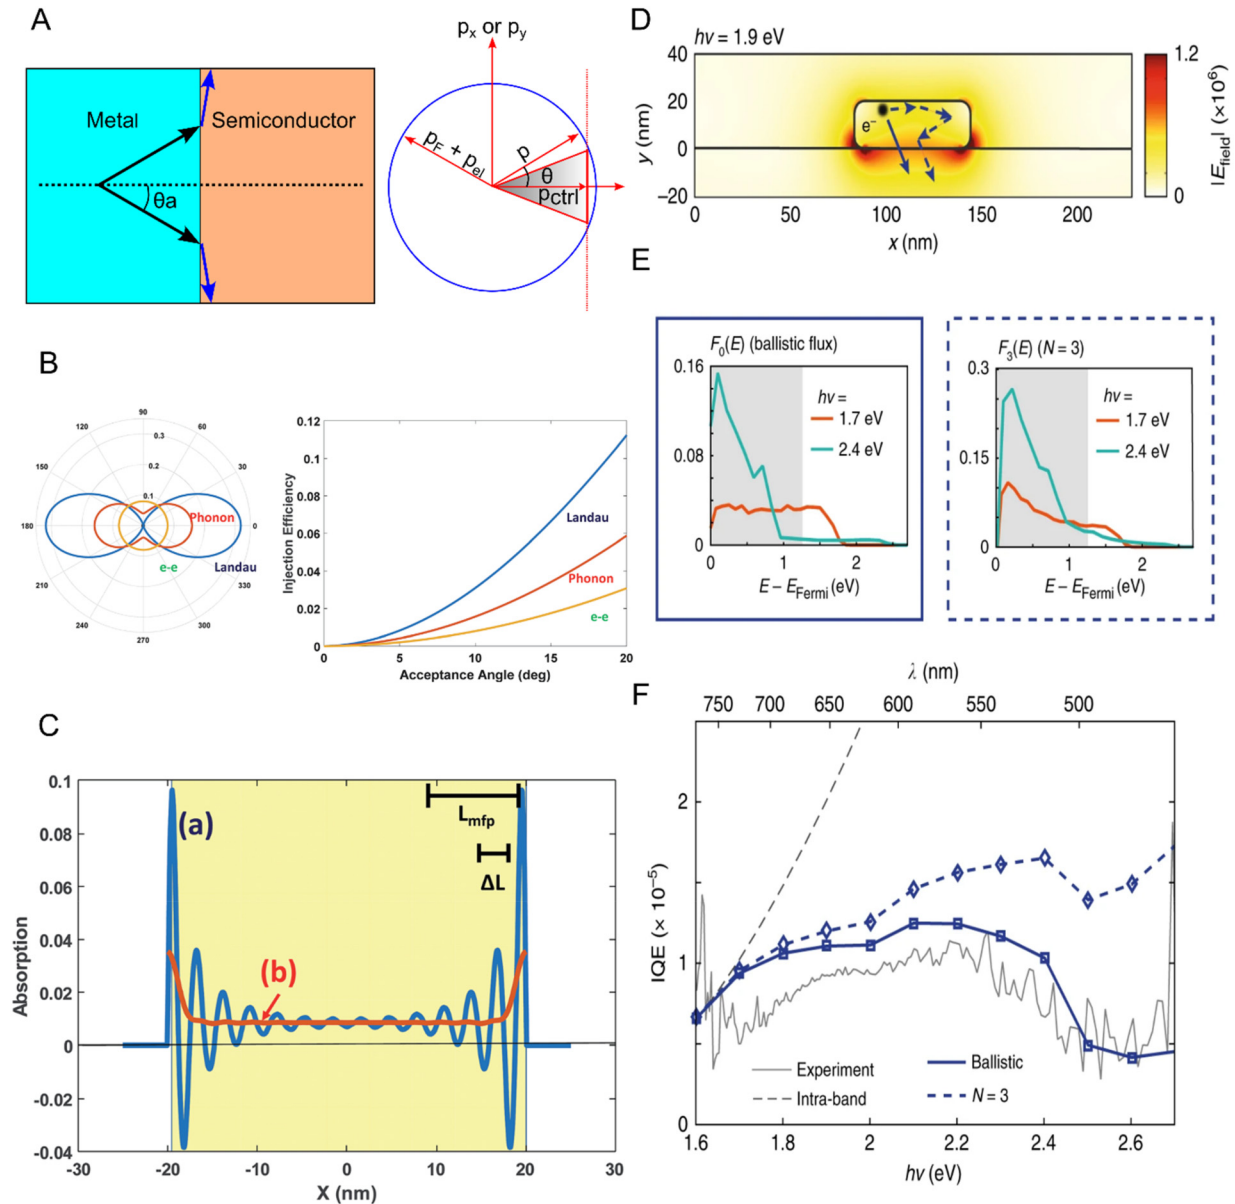 A
Metal
Semiconductor
θa
pₓ or pᵧ
p_F + p_el
p
θ
p_ctrl
B
90
120
60
0.3
150
0.2
30
0.1
Phonon
180
0
e-e
Landau
210
330
240
300
270
Injection Efficiency
0.12
0.1
0.08
0.06
0.04
0.02
0
Landau
Phonon
e-e
0 5 10 15 20
Acceptance Angle (deg)
C
Absorption
0.1
0.08
0.06
0.04
0.02
0
-0.02
-0.04
(a)
(b)
L_mfp
ΔL
-30 -20 -10 0 10 20 30
X (nm)
D
hν = 1.9 eV
y (nm)
40
20
0
−20
e⁻
0 50 100 150 200
x (nm)
1.2
0
|E_field| (×10⁶)
E
F₀(E) (ballistic flux)
0.16
0.08
0
hν =
1.7 eV
2.4 eV
0 1 2
E – E_Fermi (eV)
F₃(E) (N = 3)
0.3
0.15
0
hν =
1.7 eV
2.4 eV
0 1 2
E – E_Fermi (eV)
F
λ (nm)
750 700 650 600 550 500
IQE (× 10⁻⁵)
2
1
0
Experiment
Intra-band
Ballistic
N = 3
1.6 1.8 2 2.2 2.4 2.6
hν (eV)